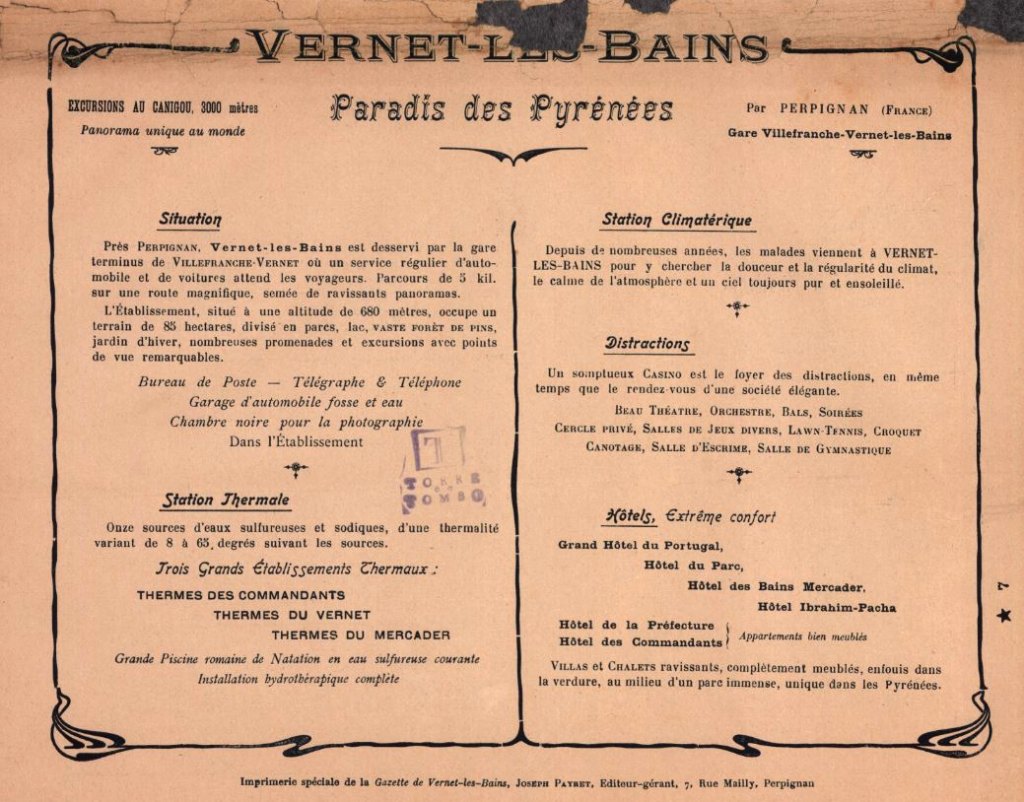 VERNET-LES-BAINS
EXCURSIONS AU CANIGOU, 3000 mètres
Panorama unique au monde
Paradis des Pyrénées
Par PERPIGNAN (FRANCE)
Gare Villefranche-Vernet-les-Bains
Situation
Près PERPIGNAN, Vernet-les-Bains est desservi par la gare
terminus de VILLEFRANCHE-VERNET où un service régulier d'auto-
mobile et de voitures attend les voyageurs. Parcours de 5 kil.
sur une route magnifique, semée de ravissants panoramas.
L'Établissement, situé à une altitude de 680 mètres, occupe un
terrain de 85 hectares, divisé en parcs, lac, VASTE FORÊT DE PINS,
jardin d'hiver, nombreuses promenades et excursions avec points
de vue remarquables.
Bureau de Poste — Télégraphe & Téléphone
Garage d'automobile fosse et eau
Chambre noire pour la photographie
Dans l'Établissement
Station Thermale
Onze sources d'eaux sulfureuses et sodiques, d'une thermalité
variant de 8 à 65 degrés suivant les sources.
Trois Grands Établissements Thermaux :
THERMES DES COMMANDANTS
THERMES DU VERNET
THERMES DU MERCADER
Grande Piscine romaine de Natation en eau sulfureuse courante
Installation hydrothérapique complète
T
TORRE
TOMBO
Station Climatérique
Depuis de nombreuses années, les malades viennent à VERNET-
LES-BAINS pour y chercher la douceur et la régularité du climat,
le calme de l'atmosphère et un ciel toujours pur et ensoleillé.
Distractions
Un somptueux CASINO est le foyer des distractions, en même
temps que le rendez-vous d'une société élégante.
BEAU THÉATRE, ORCHESTRE, BALS, SOIRÉES
CERCLE PRIVÉ, SALLES DE JEUX DIVERS, LAWN-TENNIS, CROQUET
CANOTAGE, SALLE D'ESCRIME, SALLE DE GYMNASTIQUE
Hôtels, Extrême confort
Grand Hôtel du Portugal,
Hôtel du Parc,
Hôtel des Bains Mercader,
Hôtel Ibrahim-Pacha
Hôtel de la Préfecture
Hôtel des Commandants
Appartements bien meublés
VILLAS et CHALETS ravissants, complètement meublés, enfouis dans
la verdure, au milieu d'un parc immense, unique dans les Pyrénées.
★ 7
Imprimerie spéciale de la Gazette de Vernet-les-Bains, JOSEPH PAYRET, Editeur-gérant, 7, Rue Mailly, Perpignan